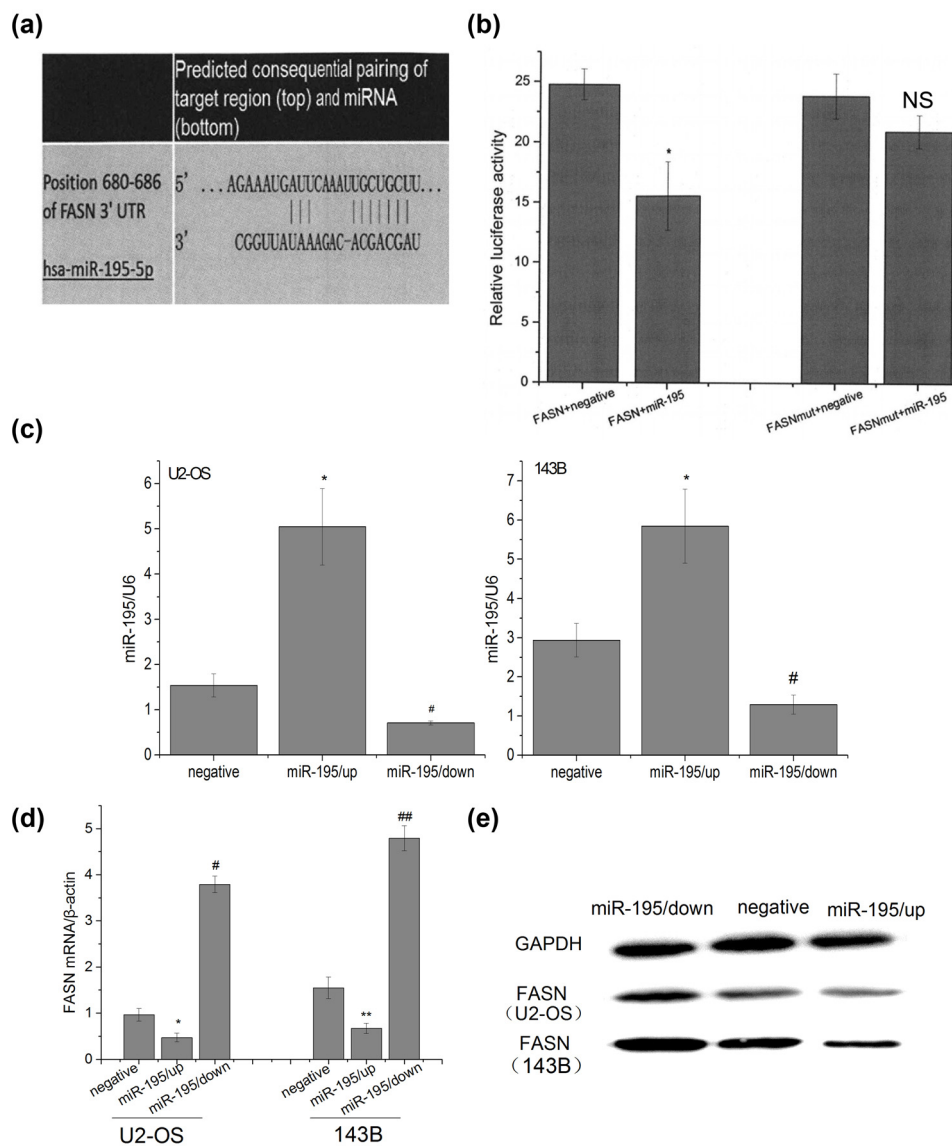 (a)
Predicted consequential pairing of
target region (top) and miRNA
(bottom)
Position 680-686
of FASN 3' UTR
5' ...AGAAAUGAUUCAAAUUGCUGCUU...
3' CGGUUAUAAAGAC-ACGACGAU
hsa-miR-195-5p
(b)
Relative luciferase activity
25
20
15
10
5
0
*
NS
FASN+negative
FASN+miR-195
FASNmut+negative
FASNmut+miR-195
(c)
U2-OS
miR-195/U6
6
5
4
3
2
1
0
*
#
negative
miR-195/up
miR-195/down
143B
miR-195/U6
7
6
5
4
3
2
1
0
*
#
negative
miR-195/up
miR-195/down
(d)
FASN mRNA/β-actin
5
4
3
2
1
0
*
#
**
##
negative
miR-195/up
miR-195/down
negative
miR-195/up
miR-195/down
U2-OS
143B
(e)
miR-195/down negative miR-195/up
GAPDH
FASN
(U2-OS)
FASN
(143B)